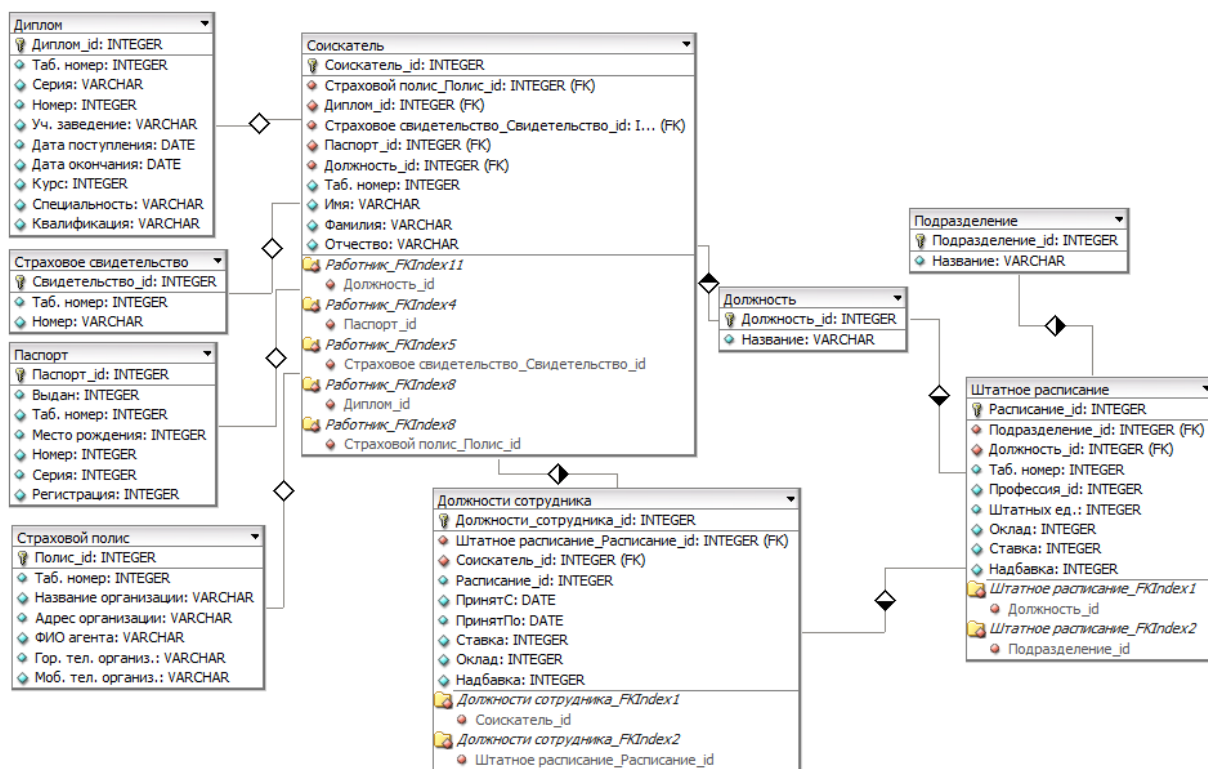 Диплом
Диплом_id: INTEGER
Таб. номер: INTEGER
Серия: VARCHAR
Номер: INTEGER
Уч. заведение: VARCHAR
Дата поступления: DATE
Дата окончания: DATE
Курс: INTEGER
Специальность: VARCHAR
Квалификация: VARCHAR
Страховое свидетельство
Свидетельство_id: INTEGER
Таб. номер: INTEGER
Номер: VARCHAR
Паспорт
Паспорт_id: INTEGER
Выдан: INTEGER
Таб. номер: INTEGER
Место рождения: INTEGER
Номер: INTEGER
Серия: INTEGER
Регистрация: INTEGER
Страховой полис
Полис_id: INTEGER
Таб. номер: INTEGER
Название организации: VARCHAR
Адрес организации: VARCHAR
ФИО агента: VARCHAR
Гор. тел. организ.: VARCHAR
Моб. тел. организ.: VARCHAR
Соискатель
Соискатель_id: INTEGER
Страховой полис_Полис_id: INTEGER (FK)
Диплом_id: INTEGER (FK)
Страховое свидетельство_Свидетельство_id: I... (FK)
Паспорт_id: INTEGER (FK)
Должность_id: INTEGER (FK)
Таб. номер: INTEGER
Имя: VARCHAR
Фамилия: VARCHAR
Отчество: VARCHAR
Работник_FKIndex11
Должность_id
Работник_FKIndex4
Паспорт_id
Работник_FKIndex5
Страховое свидетельство_Свидетельство_id
Работник_FKIndex8
Диплом_id
Работник_FKIndex8
Страховой полис_Полис_id
Должности сотрудника
Должности_сотрудника_id: INTEGER
Штатное расписание_Расписание_id: INTEGER (FK)
Соискатель_id: INTEGER (FK)
Расписание_id: INTEGER
ПринятС: DATE
ПринятПо: DATE
Ставка: INTEGER
Оклад: INTEGER
Надбавка: INTEGER
Должности сотрудника_FKIndex1
Соискатель_id
Должности сотрудника_FKIndex2
Штатное расписание_Расписание_id
Должность
Должность_id: INTEGER
Название: VARCHAR
Подразделение
Подразделение_id: INTEGER
Название: VARCHAR
Штатное расписание
Расписание_id: INTEGER
Подразделение_id: INTEGER (FK)
Должность_id: INTEGER (FK)
Таб. номер: INTEGER
Профессия_id: INTEGER
Штатных ед.: INTEGER
Оклад: INTEGER
Ставка: INTEGER
Надбавка: INTEGER
Штатное расписание_FKIndex1
Должность_id
Штатное расписание_FKIndex2
Подразделение_id